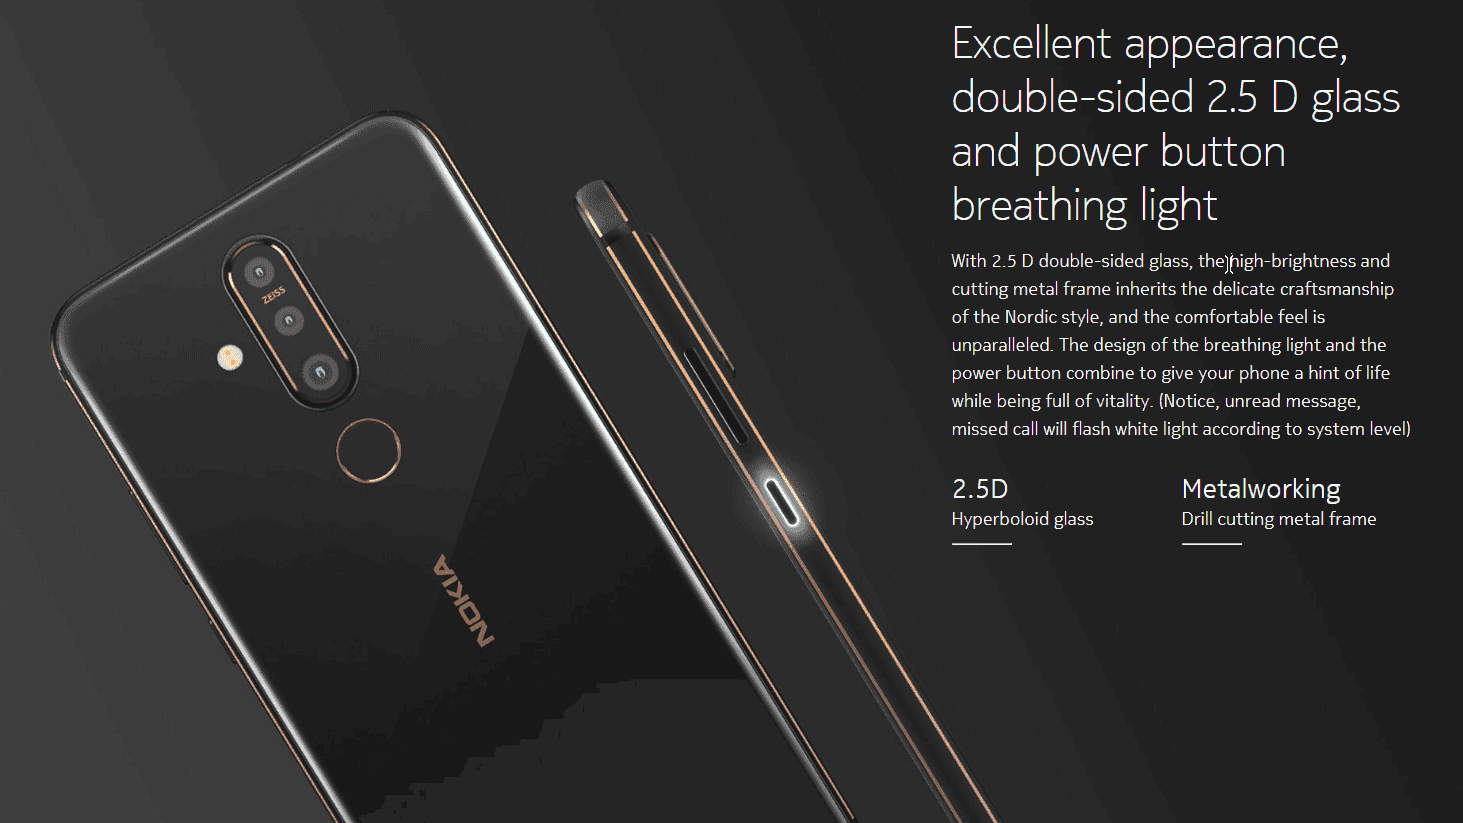 Excellent appearance,
double-sided 2.5 D glass
and power button
breathing light
With 2.5 D double-sided glass, the high-brightness and
cutting metal frame inherits the delicate craftsmanship
of the Nordic style, and the comfortable feel is
unparalleled. The design of the breathing light and the
power button combine to give your phone a hint of life
while being full of vitality. (Notice, unread message,
missed call will flash white light according to system level)
2.5D
Hyperboloid glass
Metalworking
Drill cutting metal frame
ZEISS
NOKIA